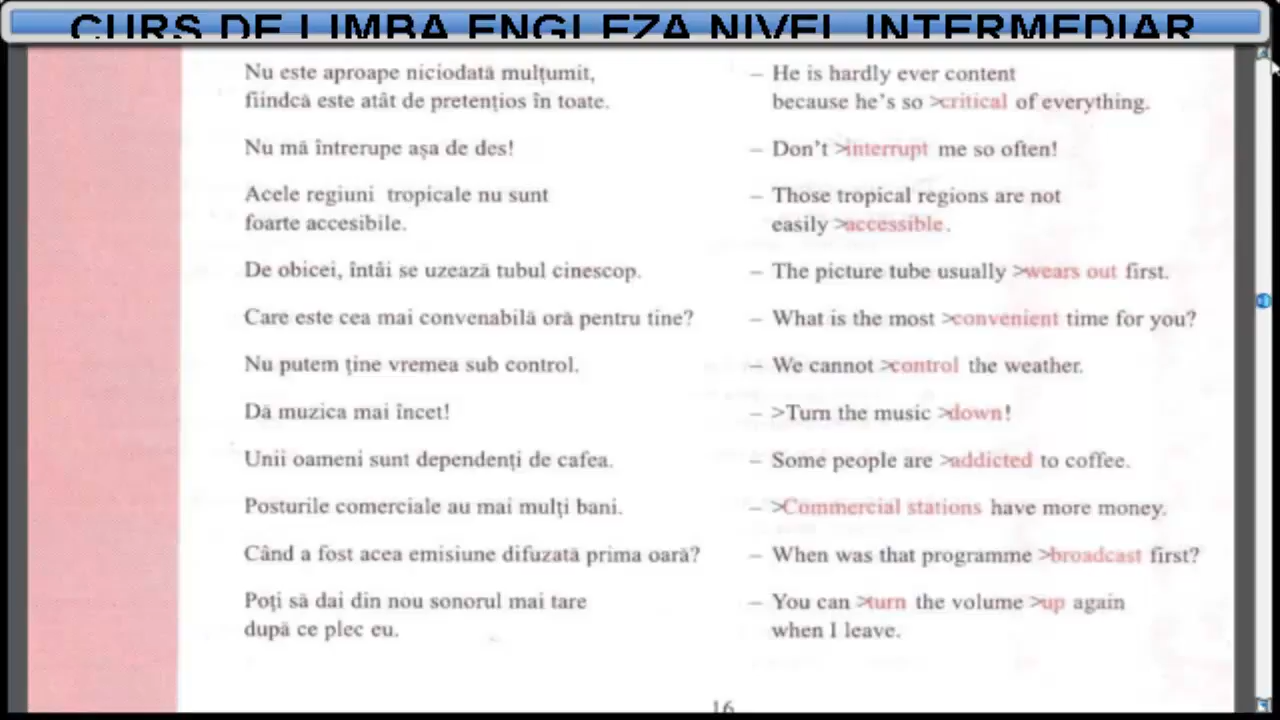 CURS DE LIMBA ENGLEZA NIVEL INTERMEDIAR
Nu este aproape niciodată mulțumit,
fiindcă este atât de pretențios în toate.
– He is hardly ever content
because he's so >critical of everything.
Nu mă întrerupe așa de des!
– Don't >interrupt me so often!
Acele regiuni tropicale nu sunt
foarte accesibile.
– Those tropical regions are not
easily >accessible.
De obicei, întâi se uzează tubul cinescop.
– The picture tube usually >wears out first.
Care este cea mai convenabilă oră pentru tine?
– What is the most >convenient time for you?
Nu putem ține vremea sub control.
– We cannot >control the weather.
Dă muzica mai încet!
– >Turn the music >down!
Unii oameni sunt dependenți de cafea.
– Some people are >addicted to coffee.
Posturile comerciale au mai mulți bani.
– >Commercial stations have more money.
Când a fost acea emisiune difuzată prima oară?
– When was that programme >broadcast first?
Poți să dai din nou sonorul mai tare
după ce plec eu.
– You can >turn the volume >up again
when I leave.
16